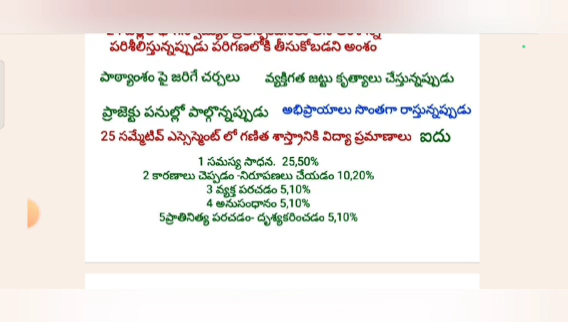 పరిశీలిస్తున్నప్పుడు పరిగణలోకి తీసుకోబడని అంశం
పాఠ్యాంశం పై జరిగే చర్చలు వ్యక్తిగత జట్టు కృత్యాలు చేస్తున్నప్పుడు
ప్రాజెక్టు పనుల్లో పాల్గొన్నప్పుడు అభిప్రాయాలు సొంతగా రాస్తున్నప్పుడు
25 సమ్మేటివ్ ఎస్సెస్మెంట్ లో గణిత శాస్త్రానికి విద్యా ప్రమాణాలు ఐదు
1 సమస్య సాధన. 25,50%
2 కారణాలు చెప్పడం -నిరూపణలు చేయడం 10,20%
3 వ్యక్త పరచడం 5,10%
4 అనుసంధానం 5,10%
5ప్రాతినిత్య పరచడం- దృశ్యకరించడం 5,10%